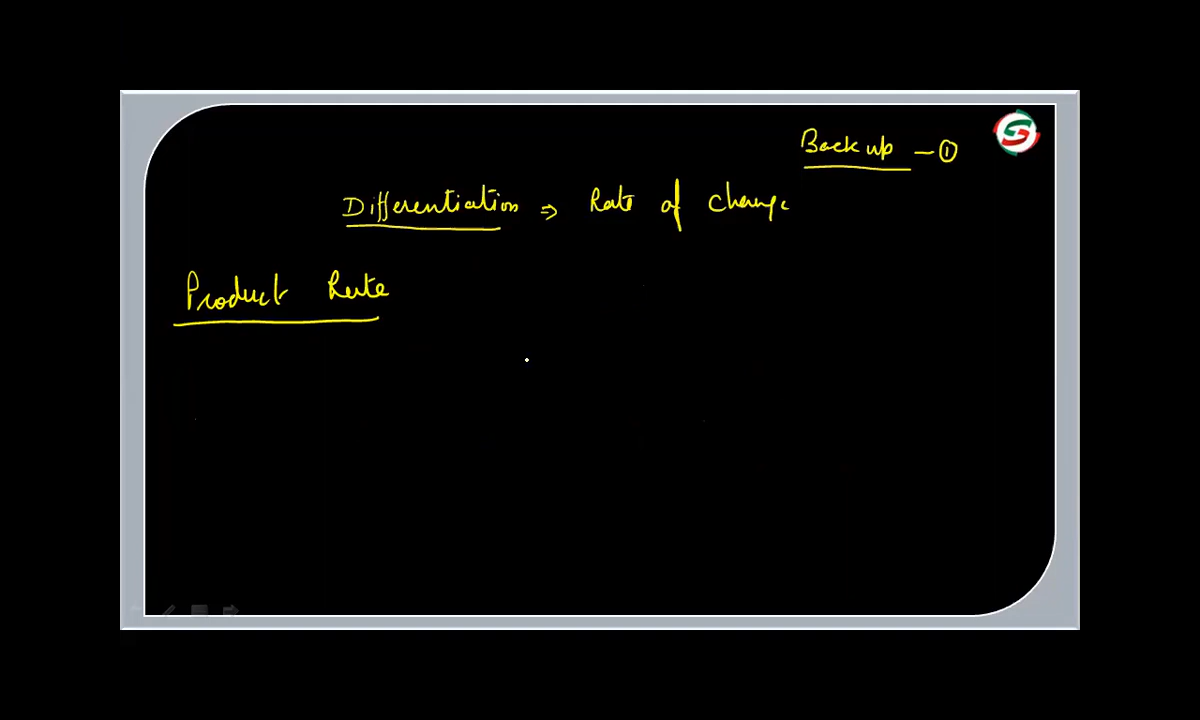 Back up - ①
Differentiation ⇒ Rate of change
Product Rule